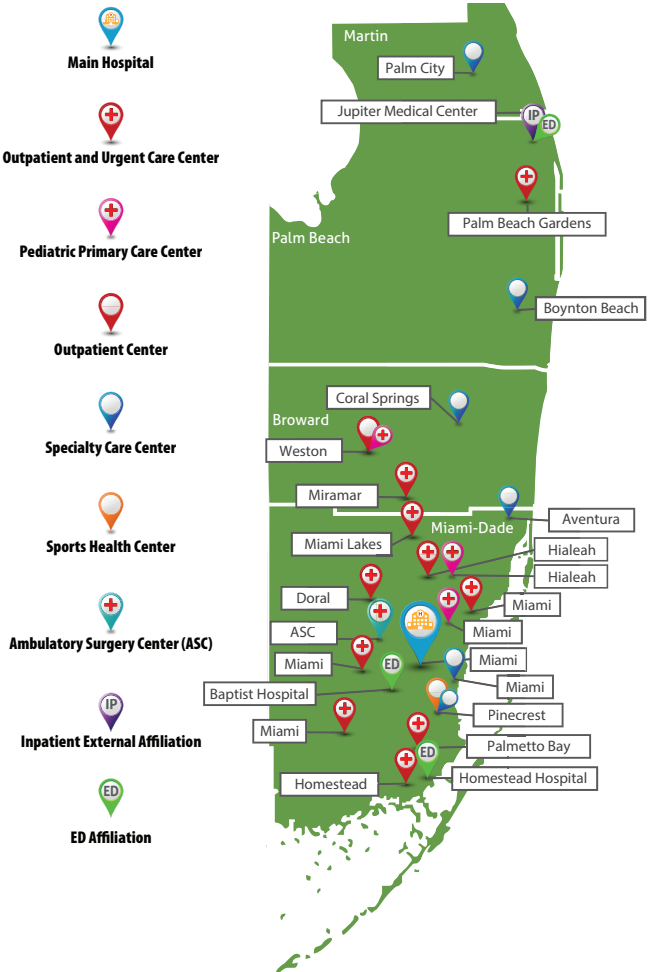 Main Hospital
Outpatient and Urgent Care Center
Pediatric Primary Care Center
Outpatient Center
Specialty Care Center
Sports Health Center
Ambulatory Surgery Center (ASC)
IP
Inpatient External Affiliation
ED
ED Affiliation
Martin
Palm City
Jupiter Medical Center
IP
ED
Palm Beach Gardens
Palm Beach
Boynton Beach
Coral Springs
Broward
Weston
Miramar
Aventura
Miami-Dade
Miami Lakes
Hialeah
Hialeah
Doral
Miami
ASC
Miami
Miami
Miami
ED
Miami
Baptist Hospital
Pinecrest
Miami
Palmetto Bay
ED
Homestead
Homestead Hospital